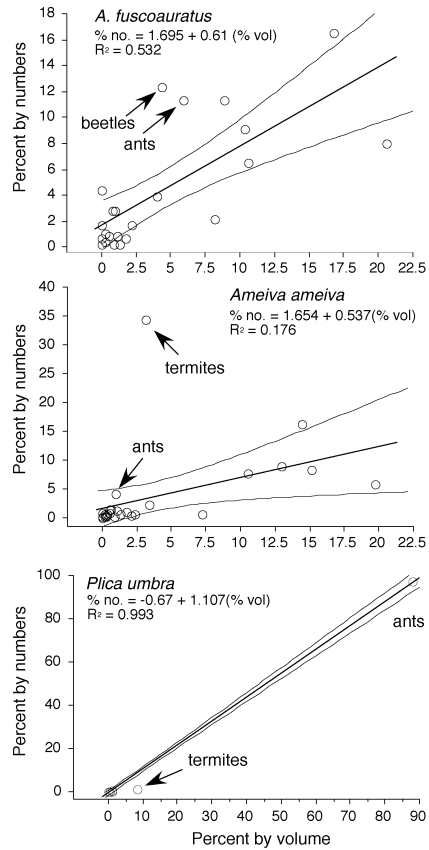 A. fuscoauratus
% no. = 1.695 + 0.61 (% vol)
R² = 0.532
beetles
ants
Percent by numbers
18
16
14
12
10
8
6
4
2
0
0 2.5 5 7.5 10 12.5 15 17.5 20 22.5
Ameiva ameiva
% no. = 1.654 + 0.537(% vol)
R² = 0.176
termites
ants
Percent by numbers
40
35
30
25
20
15
10
5
0
0 2.5 5 7.5 10 12.5 15 17.5 20 22.5
Plica umbra
% no. = -0.67 + 1.107(% vol)
R² = 0.993
ants
termites
Percent by numbers
100
80
60
40
20
0
0 10 20 30 40 50 60 70 80 90
Percent by volume